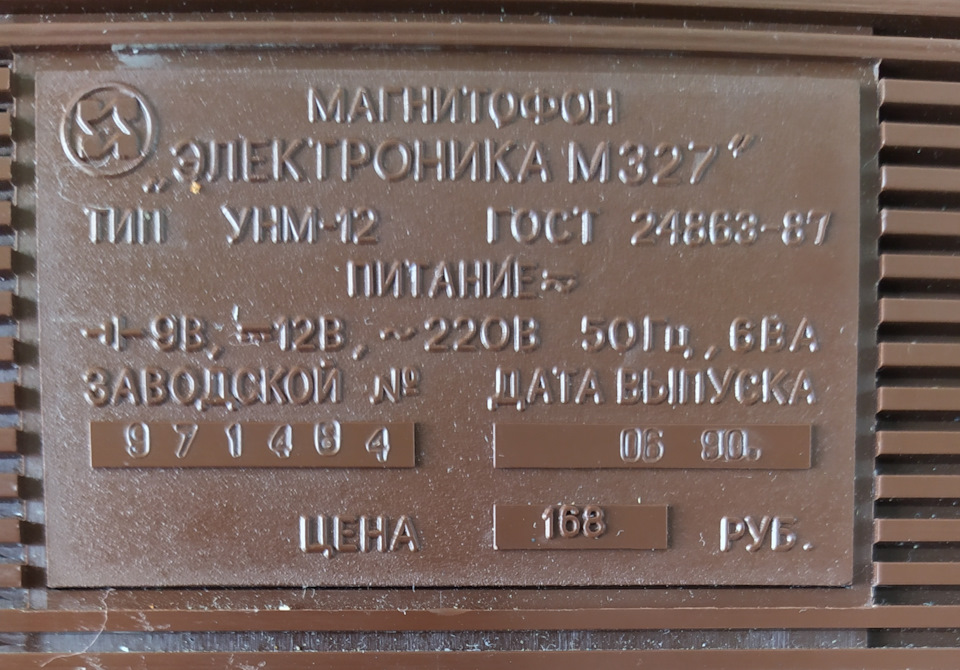 МАГНИТОФОН
„ЭЛЕКТРОНИКА М327“
ТИП УНМ-12 ГОСТ 24863-87
ПИТАНИЕ ~
-|-9В, -12В, ~220В 50Гц, 6ВА
ЗАВОДСКОЙ № ДАТА ВЫПУСКА
971464 06 90.
ЦЕНА 168 РУБ.